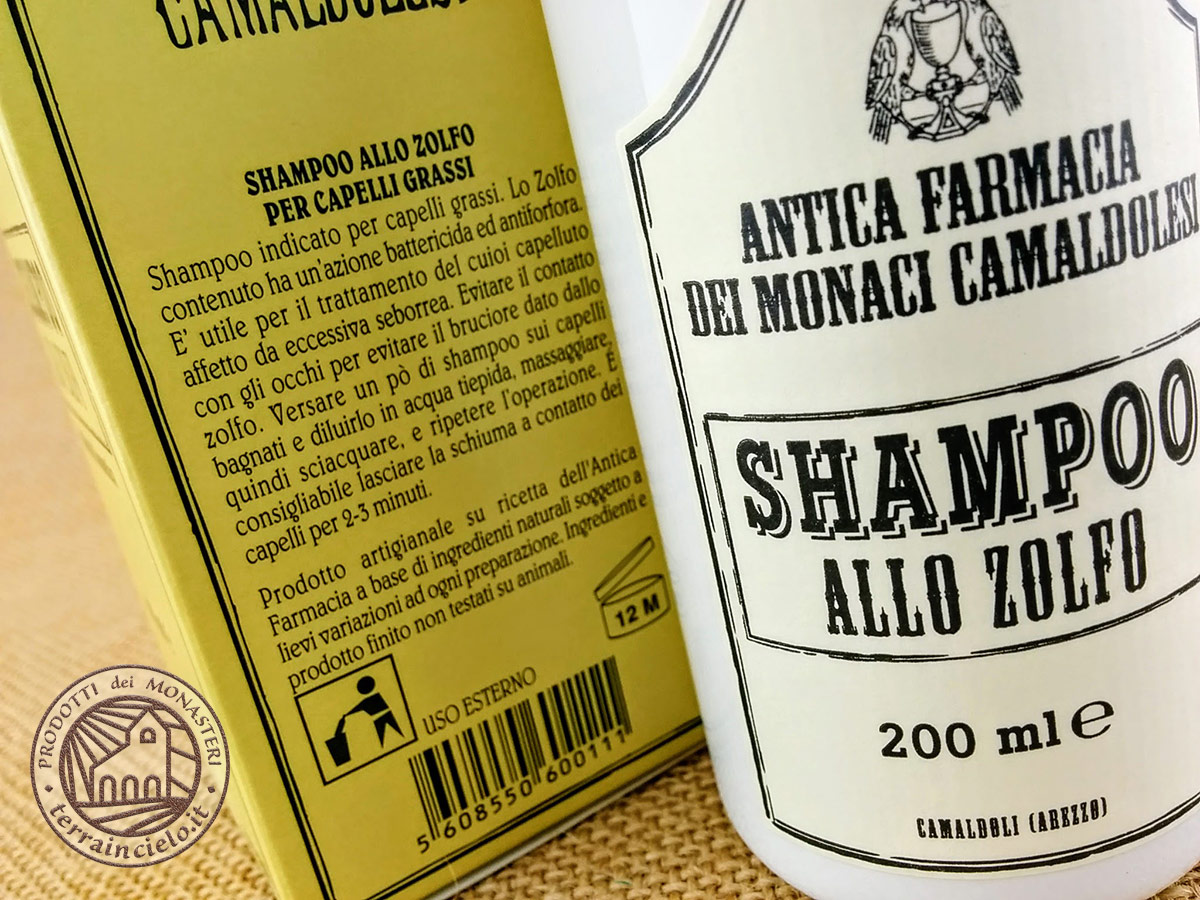 CAMALDOLESI
SHAMPOO ALLO ZOLFO
PER CAPELLI GRASSI
Shampoo indicato per capelli grassi. Lo Zolfo
contenuto ha un'azione battericida ed antiforfora.
E' utile per il trattamento del cuioi capelluto
affetto da eccessiva seborrea. Evitare il contatto
con gli occhi per evitare il bruciore dato dallo
zolfo. Versare un pò di shampoo sui capelli
bagnati e diluirlo in acqua tiepida, massaggiare,
quindi sciacquare, e ripetere l'operazione. É
consigliabile lasciare la schiuma a contatto dei
capelli per 2-3 minuti.
Prodotto artigianale su ricetta dell'Antica
Farmacia a base di ingredienti naturali soggetto a
lievi variazioni ad ogni preparazione. Ingredienti e
prodotto finito non testati su animali.
12 M
USO ESTERNO
5 608550 600111
ANTICA FARMACIA
DEI MONACI CAMALDOLESI
SHAMPOO
ALLO ZOLFO
200 ml e
CAMALDOLI (AREZZO)
PRODOTTI dei MONASTERI
terraincielo.it